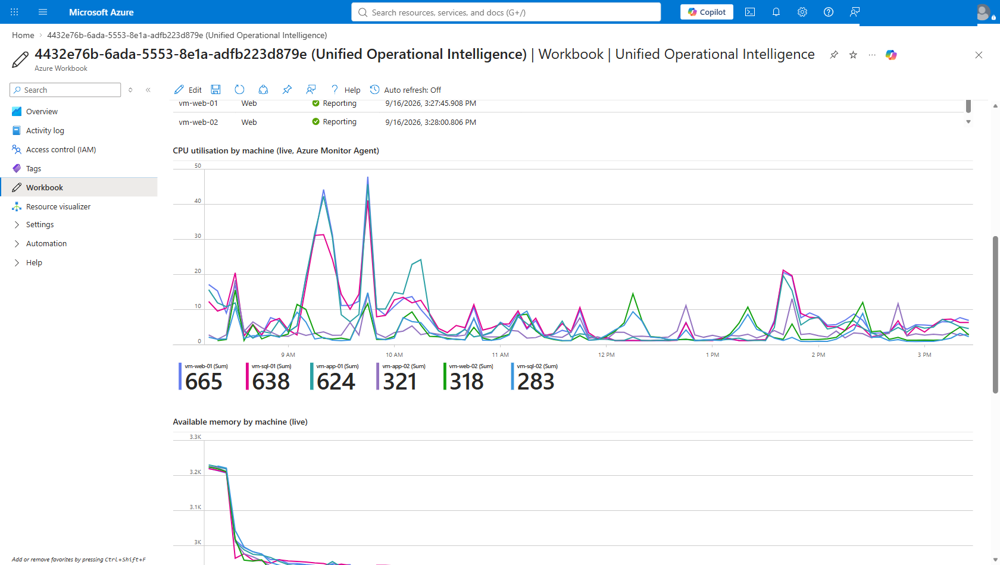 Microsoft Azure
Search resources, services, and docs (G+/)
Copilot
Home > 4432e76b-6ada-5553-8e1a-adfb223d879e (Unified Operational Intelligence)
4432e76b-6ada-5553-8e1a-adfb223d879e (Unified Operational Intelligence) | Workbook | Unified Operational Intelligence
Azure Workbook
Search
Overview
Activity log
Access control (IAM)
Tags
Workbook
Resource visualizer
Settings
Automation
Help
Add or remove favorites by pressing Ctrl+Shift+F
Edit
Help
Auto refresh: Off
vm-web-01 Web Reporting 9/16/2026, 3:27:45.908 PM
vm-web-02 Web Reporting 9/16/2026, 3:28:00.806 PM
CPU utilisation by machine (live, Azure Monitor Agent)
50
40
30
20
10
0
9 AM 10 AM 11 AM 12 PM 1 PM 2 PM 3 PM
vm-web-01 (Sum) vm-sql-01 (Sum) vm-app-01 (Sum) vm-app-02 (Sum) vm-web-02 (Sum) vm-sql-02 (Sum)
665 638 624 321 318 283
Available memory by machine (live)
3.3K
3.2K
3.1K
3K